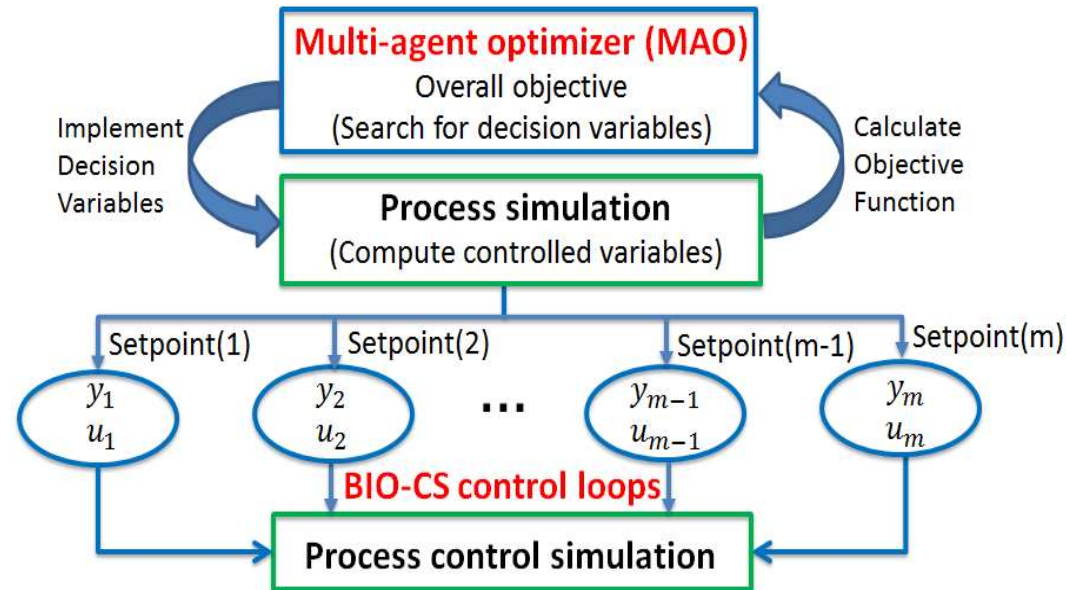 Multi-agent optimizer (MAO)
Overall objective
(Search for decision variables)
Implement
Decision
Variables
Calculate
Objective
Function
Process simulation
(Compute controlled variables)
Setpoint(1)
Setpoint(2)
Setpoint(m-1)
Setpoint(m)
y₁
u₁
y₂
u₂
...
yₘ₋₁
uₘ₋₁
yₘ
uₘ
BIO-CS control loops
Process control simulation